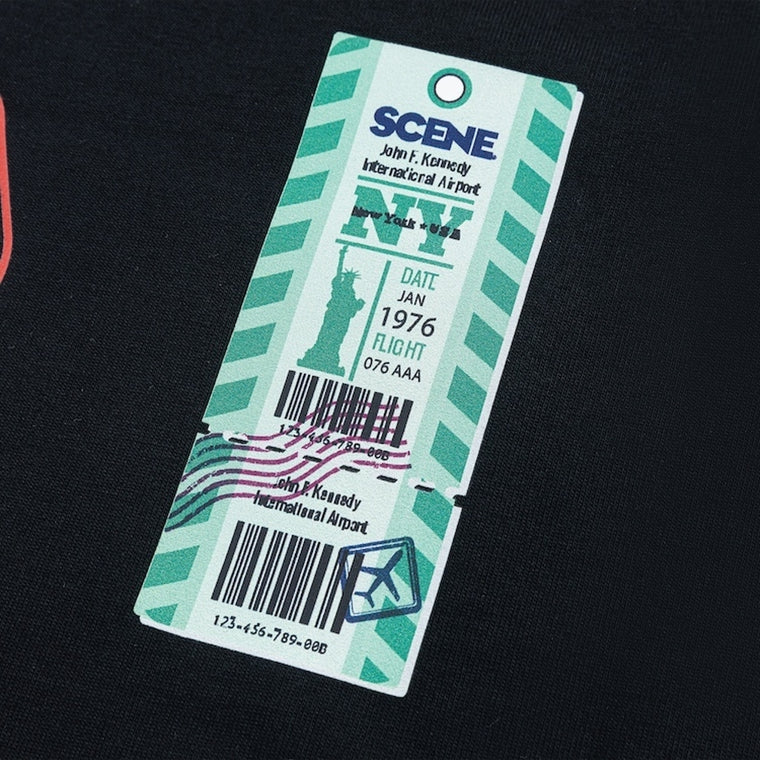 SCENE
John F. Kennedy
International Airport
NY
New York ★ USA
DATE
JAN
1976
FLIGHT
076 AAA
123-456-789-00B
John F. Kennedy
International Airport
123-456-789-00B